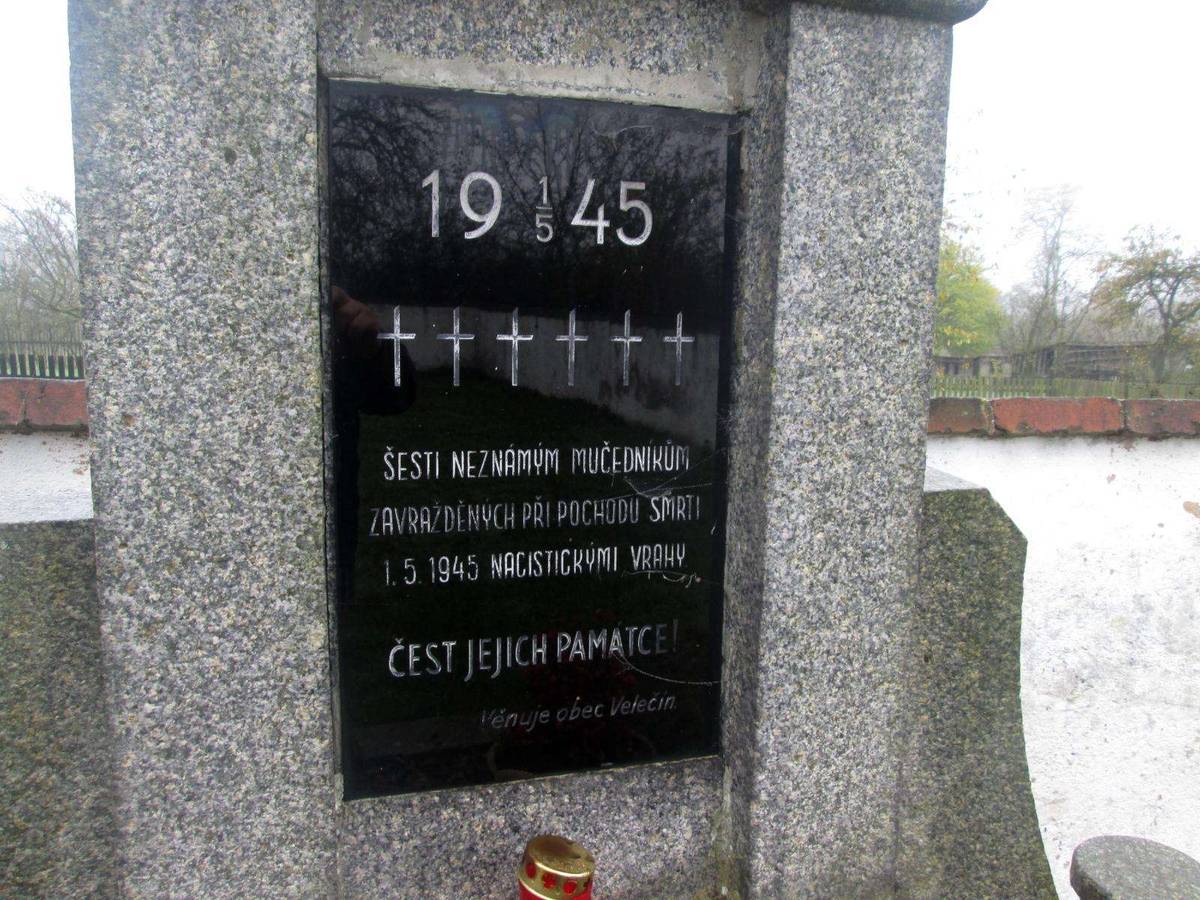 19 1/5 45
ŠESTI NEZNÁMÝM MUČEDNÍKŮM
ZAVRAŽDĚNÝCH PŘI POCHODU SMRTI
1. 5. 1945 NACISTICKÝMI VRAHY
ČEST JEJICH PAMÁTCE!
Věnuje obec Velečín.